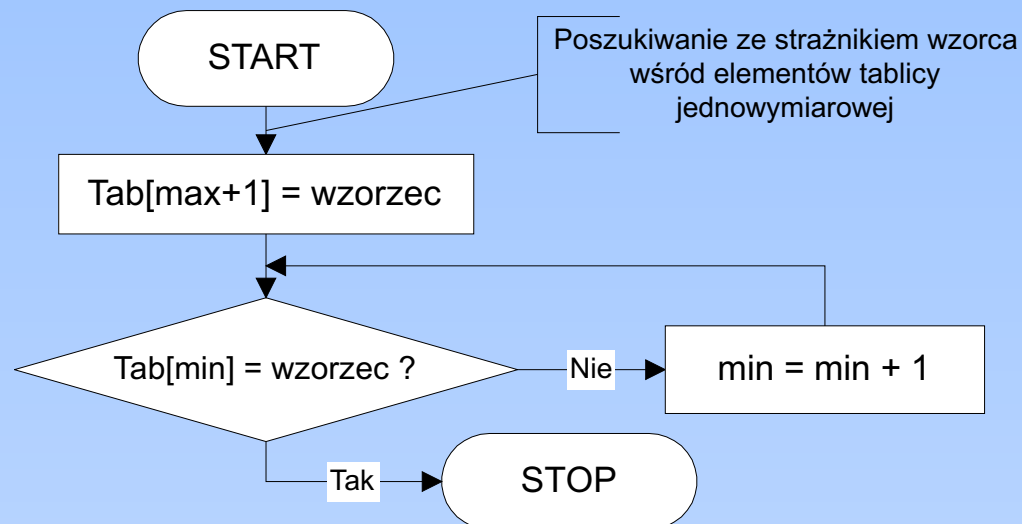 START
Poszukiwanie ze strażnikiem wzorca
wśród elementów tablicy
jednowymiarowej
Tab[max+1] = wzorzec
Tab[min] = wzorzec ?
Nie
min = min + 1
Tak
STOP